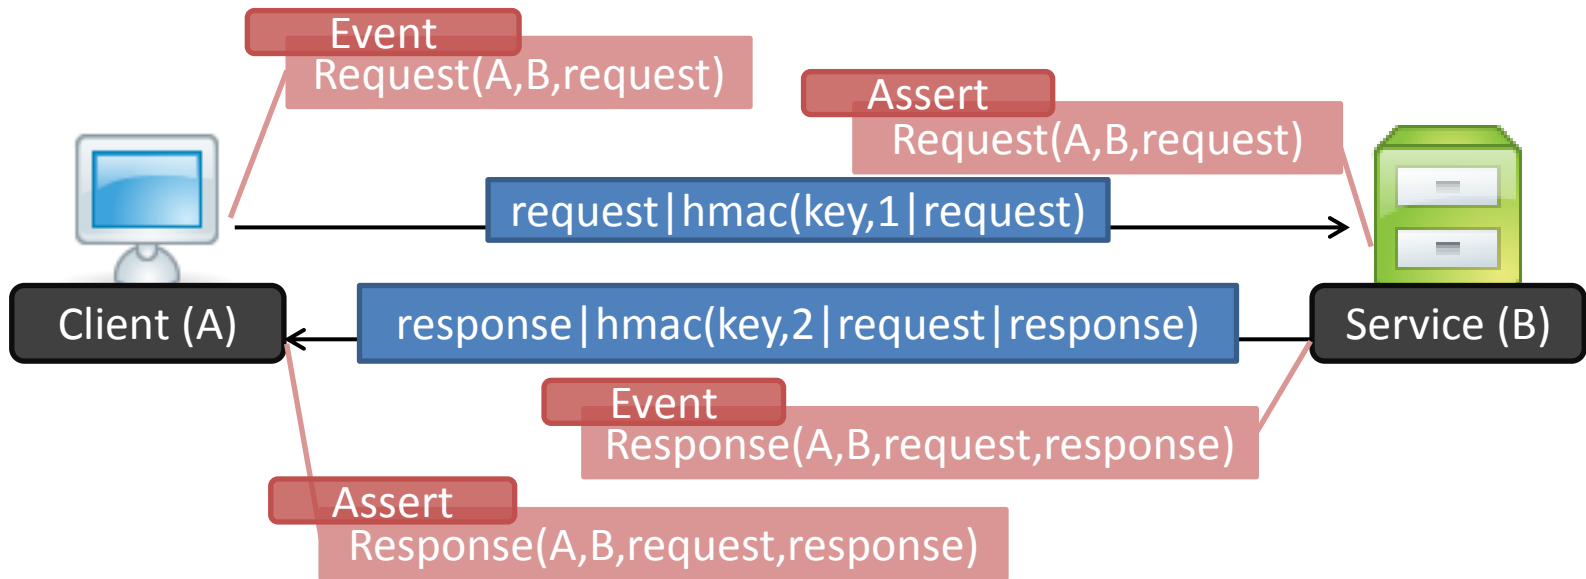 Event
Request(A,B,request)
Assert
Request(A,B,request)
request|hmac(key,1|request)
Client (A)
response|hmac(key,2|request|response)
Service (B)
Event
Response(A,B,request,response)
Assert
Response(A,B,request,response)